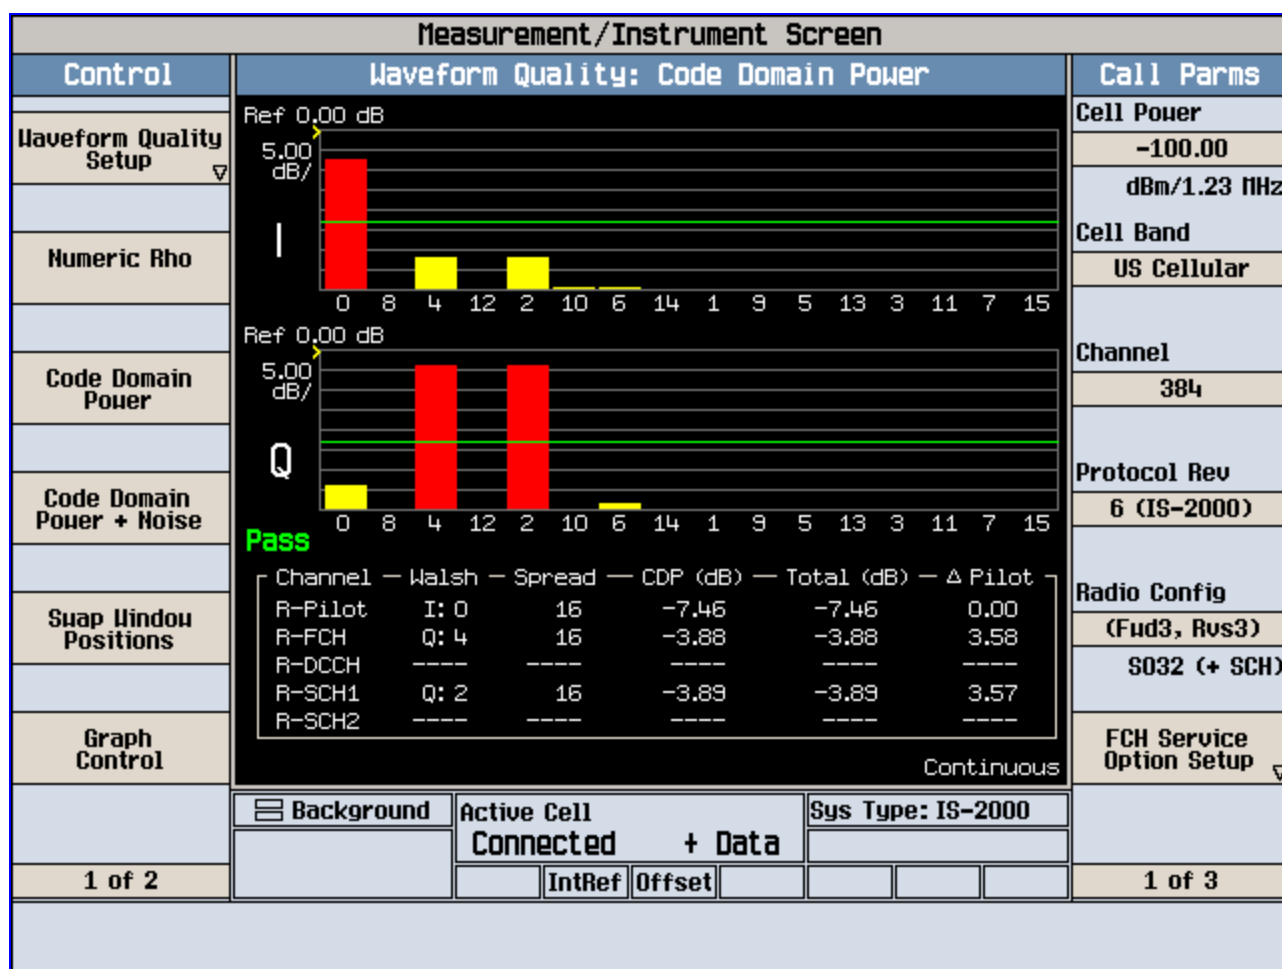 Measurement/Instrument Screen
Control
Waveform Quality
Setup
Numeric Rho
Code Domain
Power
Code Domain
Power + Noise
Swap Window
Positions
Graph
Control
1 of 2
Waveform Quality: Code Domain Power
Ref 0.00 dB
5.00
dB/
I
0 8 4 12 2 10 6 14 1 9 5 13 3 11 7 15
Ref 0.00 dB
5.00
dB/
Q
0 8 4 12 2 10 6 14 1 9 5 13 3 11 7 15
Pass
Channel Walsh Spread CDP (dB) Total (dB) Δ Pilot
R-Pilot I: 0 16 -7.46 -7.46 0.00
R-FCH Q: 4 16 -3.88 -3.88 3.58
R-DCCH ---- ---- ---- ---- ----
R-SCH1 Q: 2 16 -3.89 -3.89 3.57
R-SCH2 ---- ---- ---- ---- ----
Continuous
Background
Active Cell
Connected + Data
Sys Type: IS-2000
IntRef Offset
Call Parms
Cell Power
-100.00
dBm/1.23 MHz
Cell Band
US Cellular
Channel
384
Protocol Rev
6 (IS-2000)
Radio Config
(Fwd3, Rvs3)
SO32 (+ SCH)
FCH Service
Option Setup
1 of 3